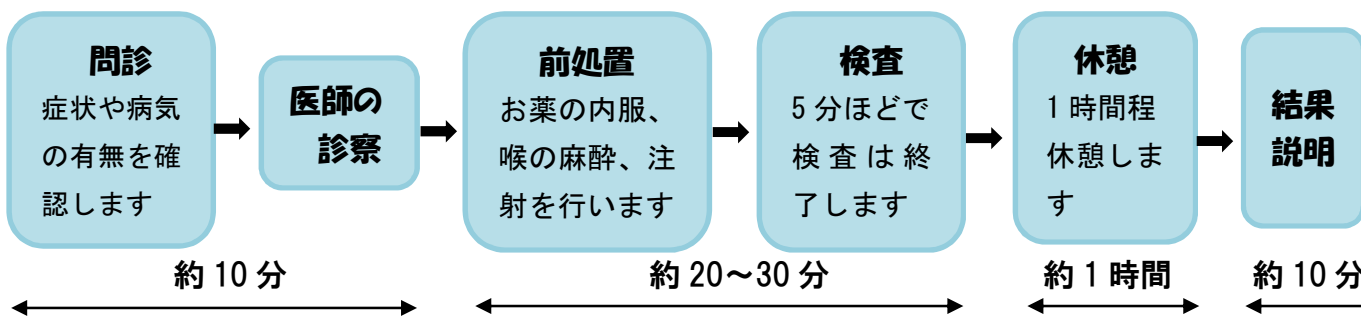 問診
症状や病気
の有無を確
認します
医師の
診察
前処置
お薬の内服、
喉の麻酔、注
射を行います
検査
5分ほどで
検査は終
了します
休憩
1時間程
休憩しま
す
結果
説明
約10分
約20～30分
約1時間
約10分